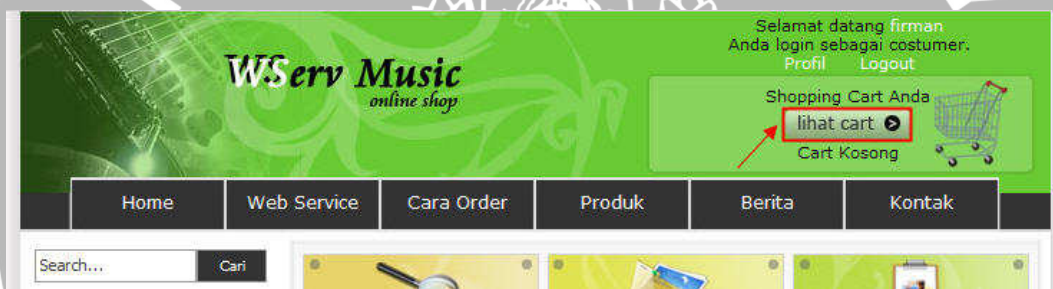 Selamat datang firman
Anda login sebagai costumer.
Profil Logout
WServ Music
online shop
Shopping Cart Anda
lihat cart
Cart Kosong
Home Web Service Cara Order Produk Berita Kontak
Search... Cari